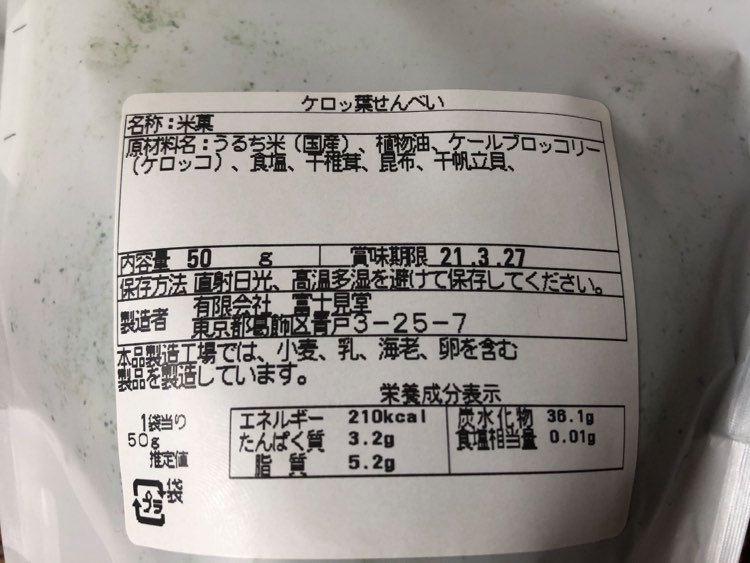 ケロッ葉せんべい
名称:米菓
原材料名:うるち米(国産)、植物油、ケールブロッコリー
(ケロッコ)、食塩、干椎茸、昆布、干帆立貝、
内容量 50 g 賞味期限 21.3.27
保存方法 直射日光、高温多湿を避けて保存してください。
製造者 有限会社 富士見堂
東京都葛飾区青戸3-25-7
本品製造工場では、小麦、乳、海老、卵を含む
製品を製造しています。
栄養成分表示
1袋当り
50g
推定値
エネルギー 210kcal 炭水化物 36.1g
たんぱく質 3.2g 食塩相当量 0.01g
脂質 5.2g
プラ
袋